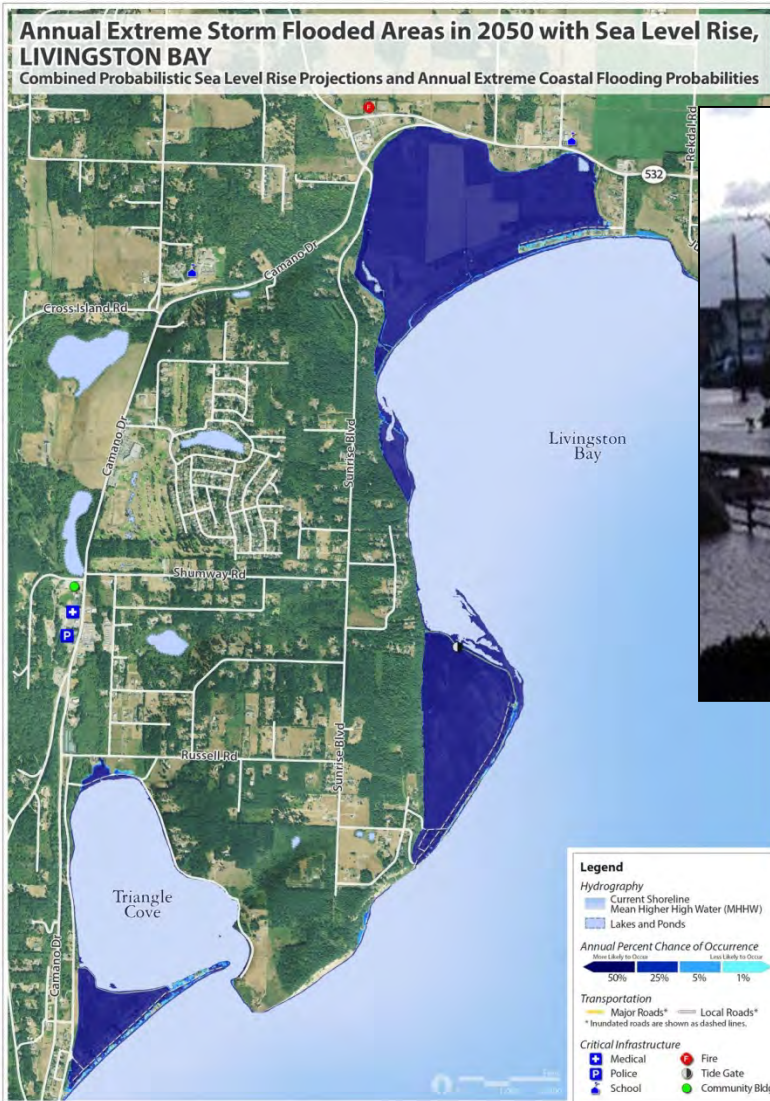 Annual Extreme Storm Flooded Areas in 2050 with Sea Level Rise,
LIVINGSTON BAY
Combined Probabilistic Sea Level Rise Projections and Annual Extreme Coastal Flooding Probabilities
Rekdal Rd
F
532
Camano Dr
Cross Island Rd
Camano Dr
Sunrise Blvd
Livingston
Bay
Shumway Rd
P
Sunrise Blvd
Russell Rd
Triangle
Cove
Camano Dr
Legend
Hydrography
Current Shoreline
Mean Higher High Water (MHHW)
Lakes and Ponds
Annual Percent Chance of Occurrence
More Likely to Occur Less Likely to Occur
50% 25% 5% 1%
Transportation
Major Roads* Local Roads*
* Inundated roads are shown as dashed lines.
Critical Infrastructure
Medical F Fire
P Police Tide Gate
School Community Bldg